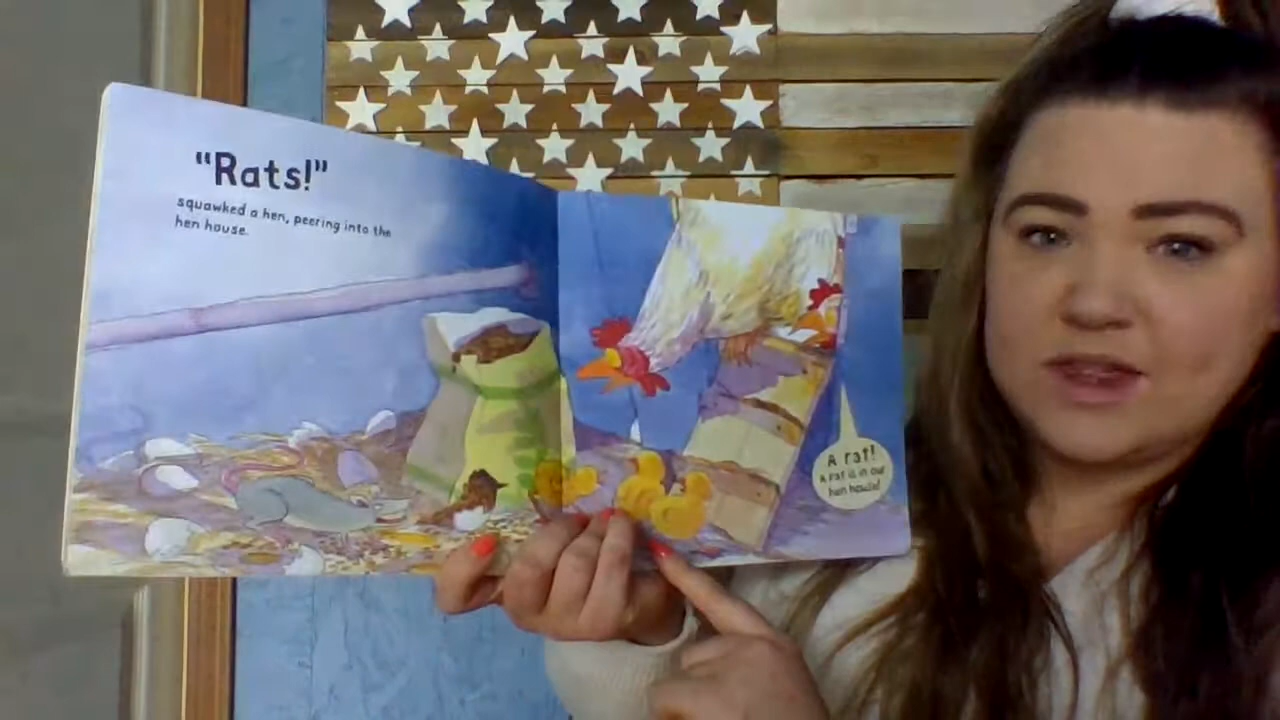 "Rats!"
squawked a hen, peering into the
hen house.
A rat!
A rat is in our
hen house!